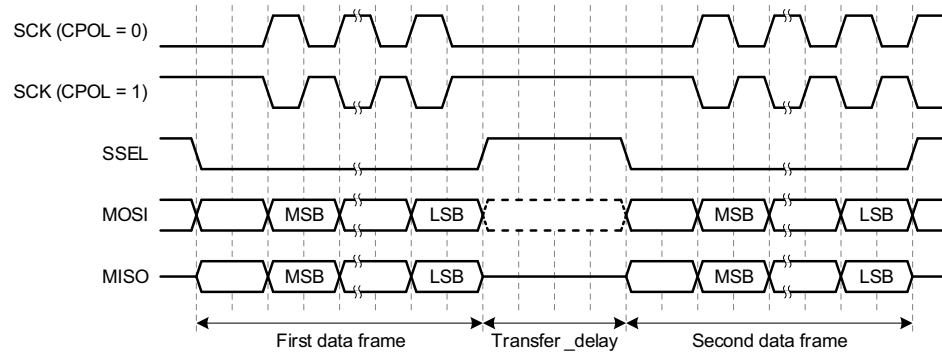 SCK (CPOL = 0)
SCK (CPOL = 1)
SSEL
MOSI MSB LSB MSB LSB
MISO MSB LSB MSB LSB
First data frame Transfer _delay Second data frame